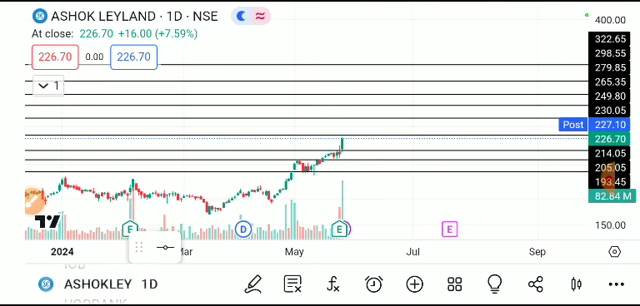 ASHOK LEYLAND · 1D · NSE
At close: 226.70 +16.00 (+7.59%)
226.70 0.00 226.70
1
400.00
322.65
298.55
279.85
265.35
249.80
230.05
Post 227.10
226.70
214.05
205.05
193.45
82.84 M
150.00
E D E E
2024 Mar May Jul Sep
ASHOKLEY 1D